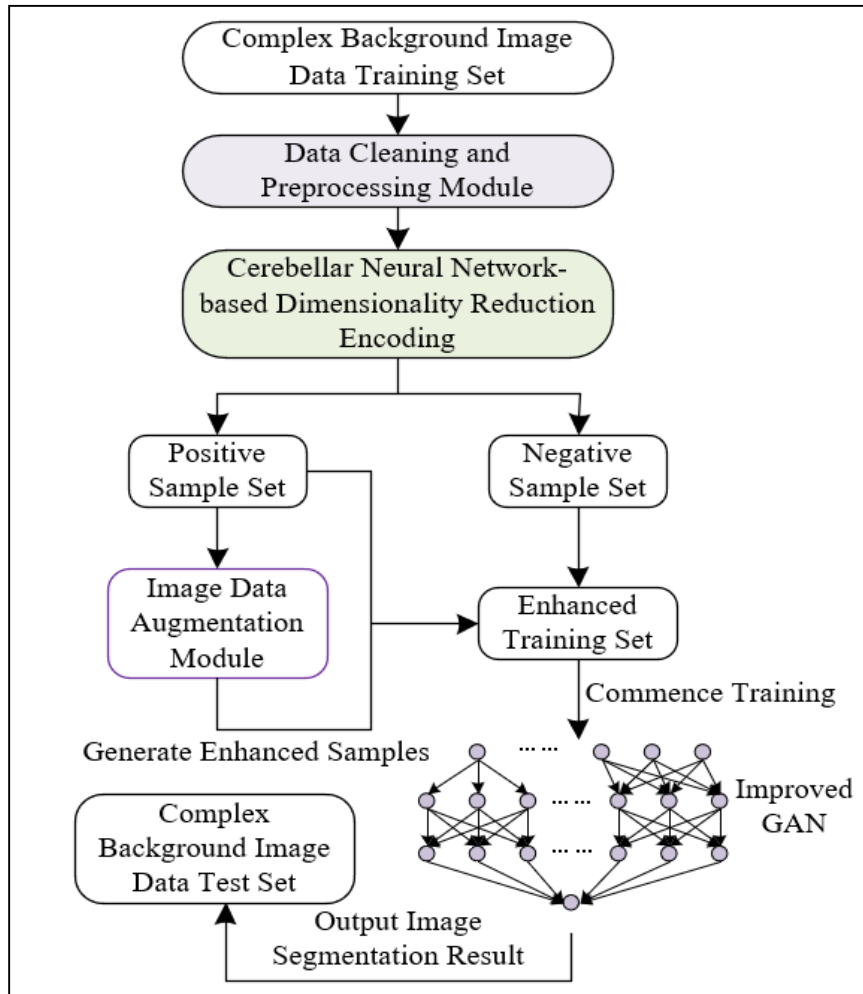 Complex Background Image
Data Training Set
Data Cleaning and
Preprocessing Module
Cerebellar Neural Network-
based Dimensionality Reduction
Encoding
Positive
Sample Set
Negative
Sample Set
Image Data
Augmentation
Module
Enhanced
Training Set
Commence Training
Generate Enhanced Samples
... ...
... ...
... ...
Improved
GAN
Complex
Background Image
Data Test Set
Output Image
Segmentation Result